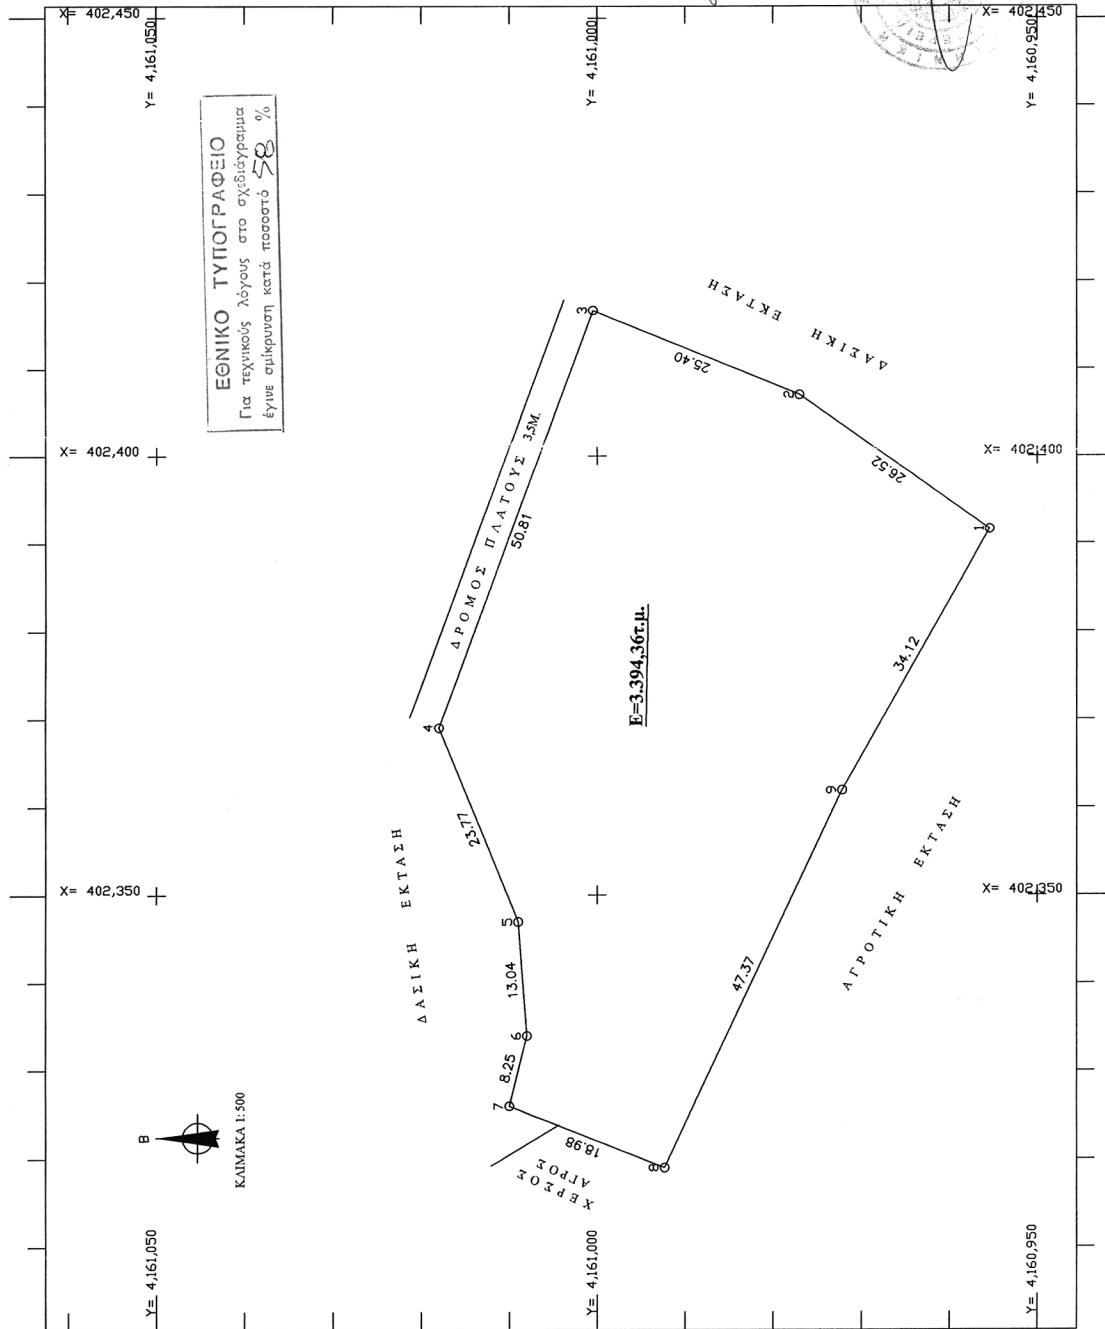 X= 402,450
X= 402,450
Y= 4,161,050
Y= 4,161,000
Y= 4,160,950
ΕΘΝΙΚΟ ΤΥΠΟΓΡΑΦΕΙΟ
Για τεχνικούς λόγους στο σχεδιάγραμμα
έγινε σμίκρυνση κατά ποσοστό 58 %
3
ΔΑΣΙΚΗ ΕΚΤΑΣΗ
25.40
2
ΔΡΟΜΟΣ ΠΛΑΤΟΥΣ 3,5Μ.
50.81
X= 402,400
X= 402,400
26.52
1
Ε=3.394,36τ.μ.
34.12
4
23.77
9
ΔΑΣΙΚΗ ΕΚΤΑΣΗ
ΑΓΡΟΤΙΚΗ ΕΚΤΑΣΗ
X= 402,350
X= 402,350
5
13.04
47.37
6
8.25
7
18.98
8
ΧΕΡΣΟΣ
ΑΓΡΟΣ
Β
ΚΛΙΜΑΚΑ 1:500
Y= 4,161,050
Y= 4,161,000
Y= 4,160,950